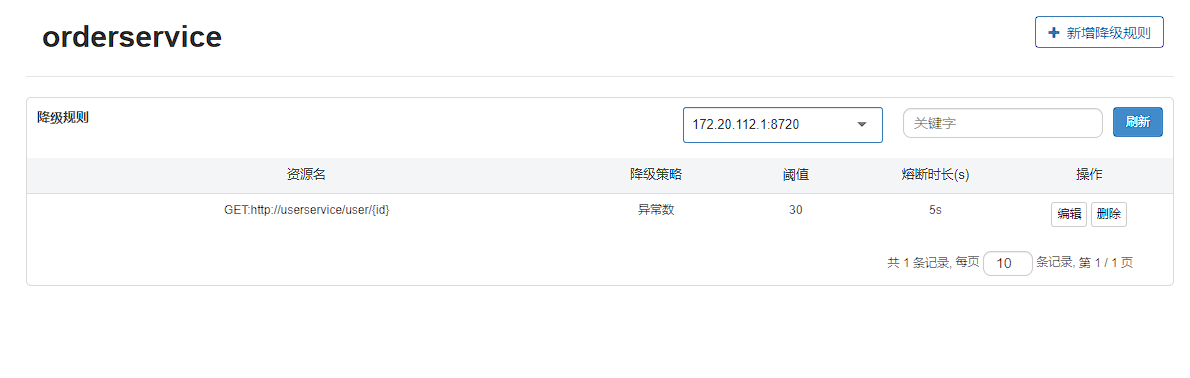 orderservice
新增降级规则
降级规则
172.20.112.1:8720
关键字
刷新
资源名 降级策略 阈值 熔断时长(s) 操作
GET:http://userservice/user/{id} 异常数 30 5s 编辑 删除
共 1 条记录, 每页 10 条记录, 第 1 / 1 页